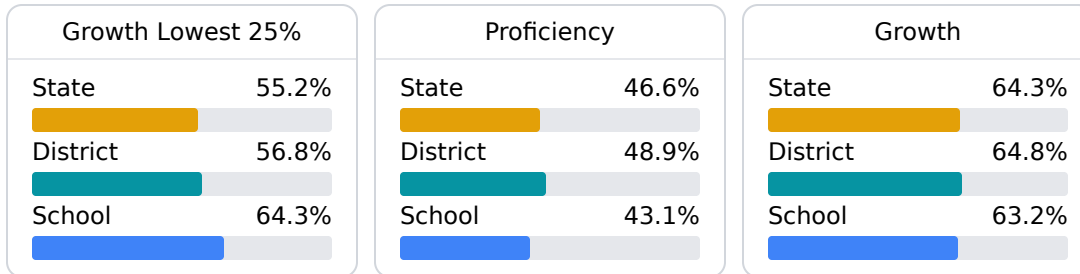 Growth Lowest 25%
State 55.2%
District 56.8%
School 64.3%
Proficiency
State 46.6%
District 48.9%
School 43.1%
Growth
State 64.3%
District 64.8%
School 63.2%